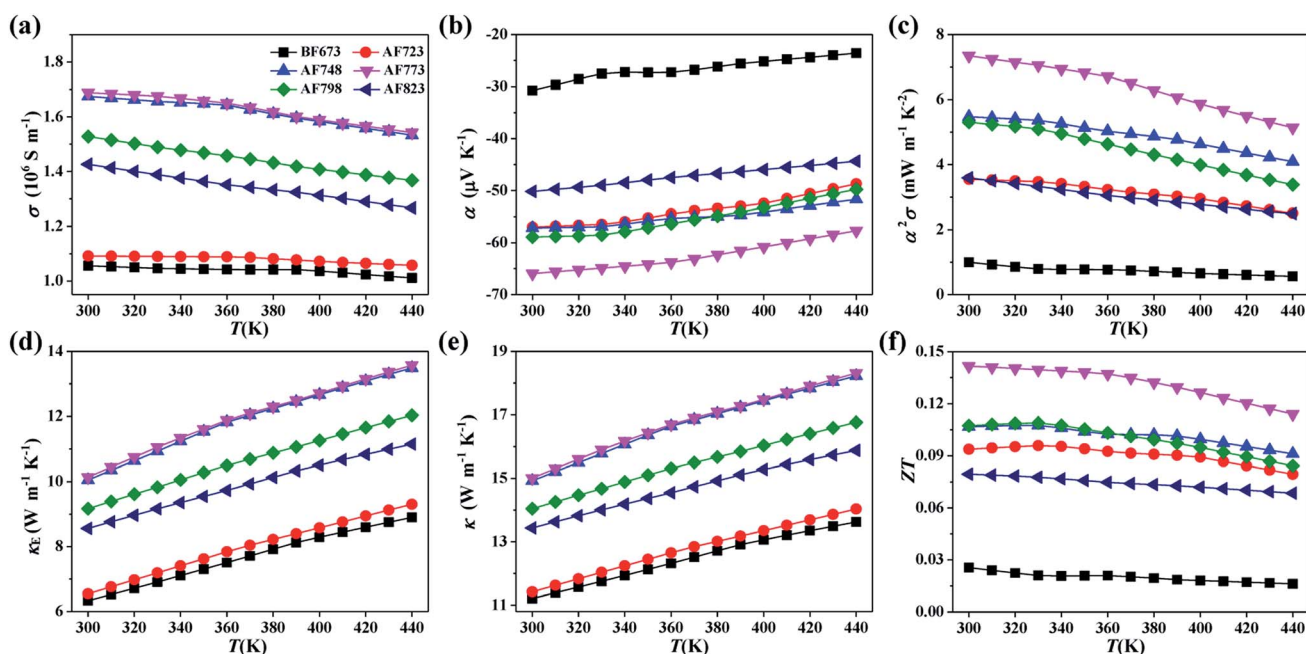 (a)
1.8
1.6
1.4
1.2
1.0
σ (10⁶ S m⁻¹)
BF673 AF723
AF748 AF773
AF798 AF823
300 320 340 360 380 400 420 440
T(K)
(b)
-20
-30
-40
-50
-60
-70
α (μV K⁻¹)
300 320 340 360 380 400 420 440
T(K)
(c)
8
6
4
2
0
α²σ (mW m⁻¹ K⁻²)
300 320 340 360 380 400 420 440
T(K)
(d)
14
12
10
8
6
κE (W m⁻¹ K⁻¹)
300 320 340 360 380 400 420 440
T(K)
(e)
19
17
15
13
11
κ (W m⁻¹ K⁻¹)
300 320 340 360 380 400 420 440
T(K)
(f)
0.15
0.12
0.09
0.06
0.03
0.00
ZT
300 320 340 360 380 400 420 440
T(K)